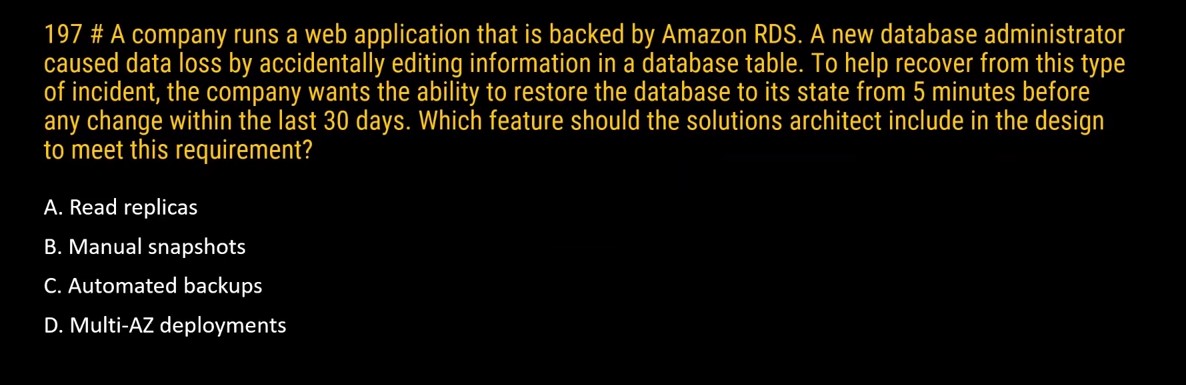 197 # A company runs a web application that is backed by Amazon RDS. A new database administrator
caused data loss by accidentally editing information in a database table. To help recover from this type
of incident, the company wants the ability to restore the database to its state from 5 minutes before
any change within the last 30 days. Which feature should the solutions architect include in the design
to meet this requirement?
A. Read replicas
B. Manual snapshots
C. Automated backups
D. Multi-AZ deployments